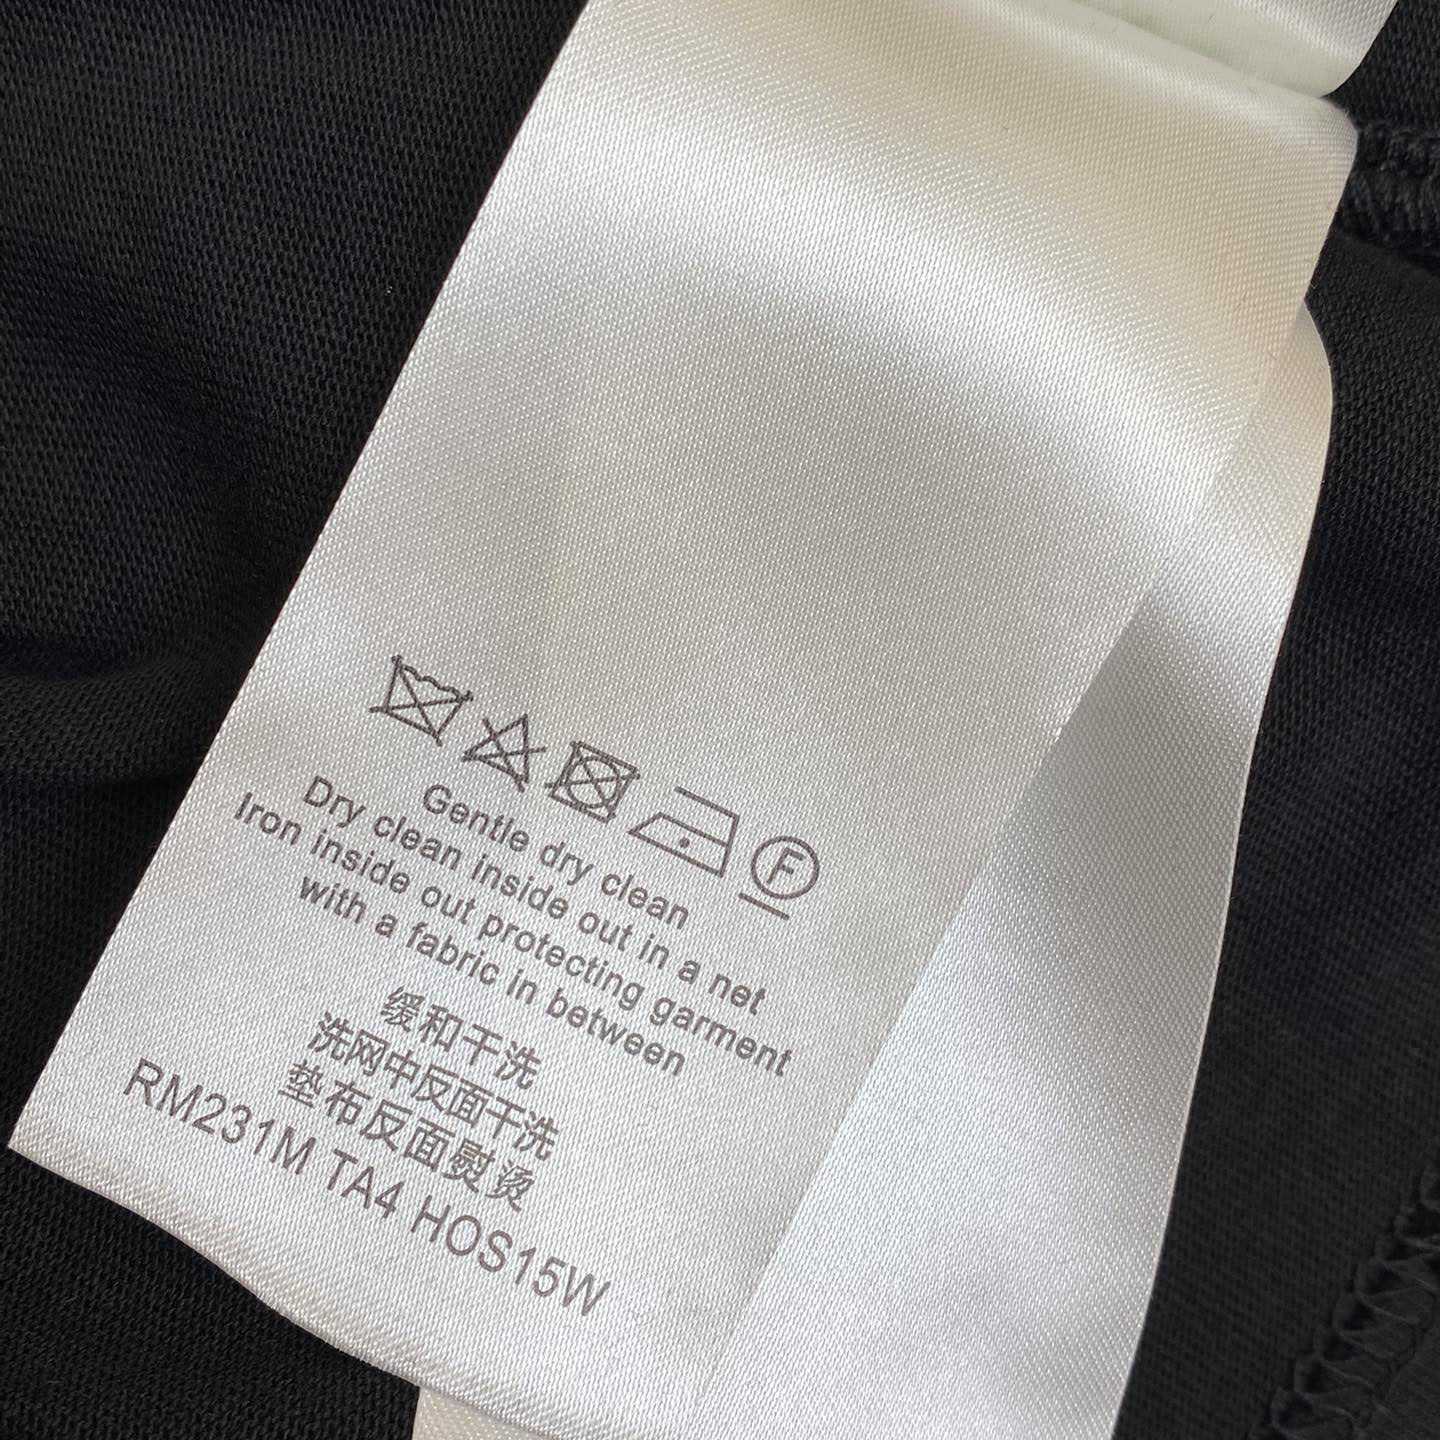 F
Gentle dry clean
Dry clean inside out in a net
Iron inside out protecting garment
with a fabric in between
缓和干洗
洗网中反面干洗
垫布反面熨烫
RM231M TA4 HOS15W